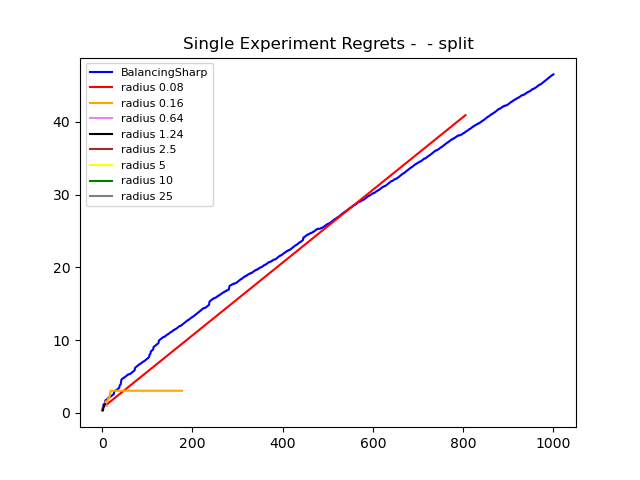 Single Experiment Regrets -  - split
BalancingSharp
radius 0.08
radius 0.16
radius 0.64
radius 1.24
radius 2.5
radius 5
radius 10
radius 25
40
30
20
10
0
0 200 400 600 800 1000